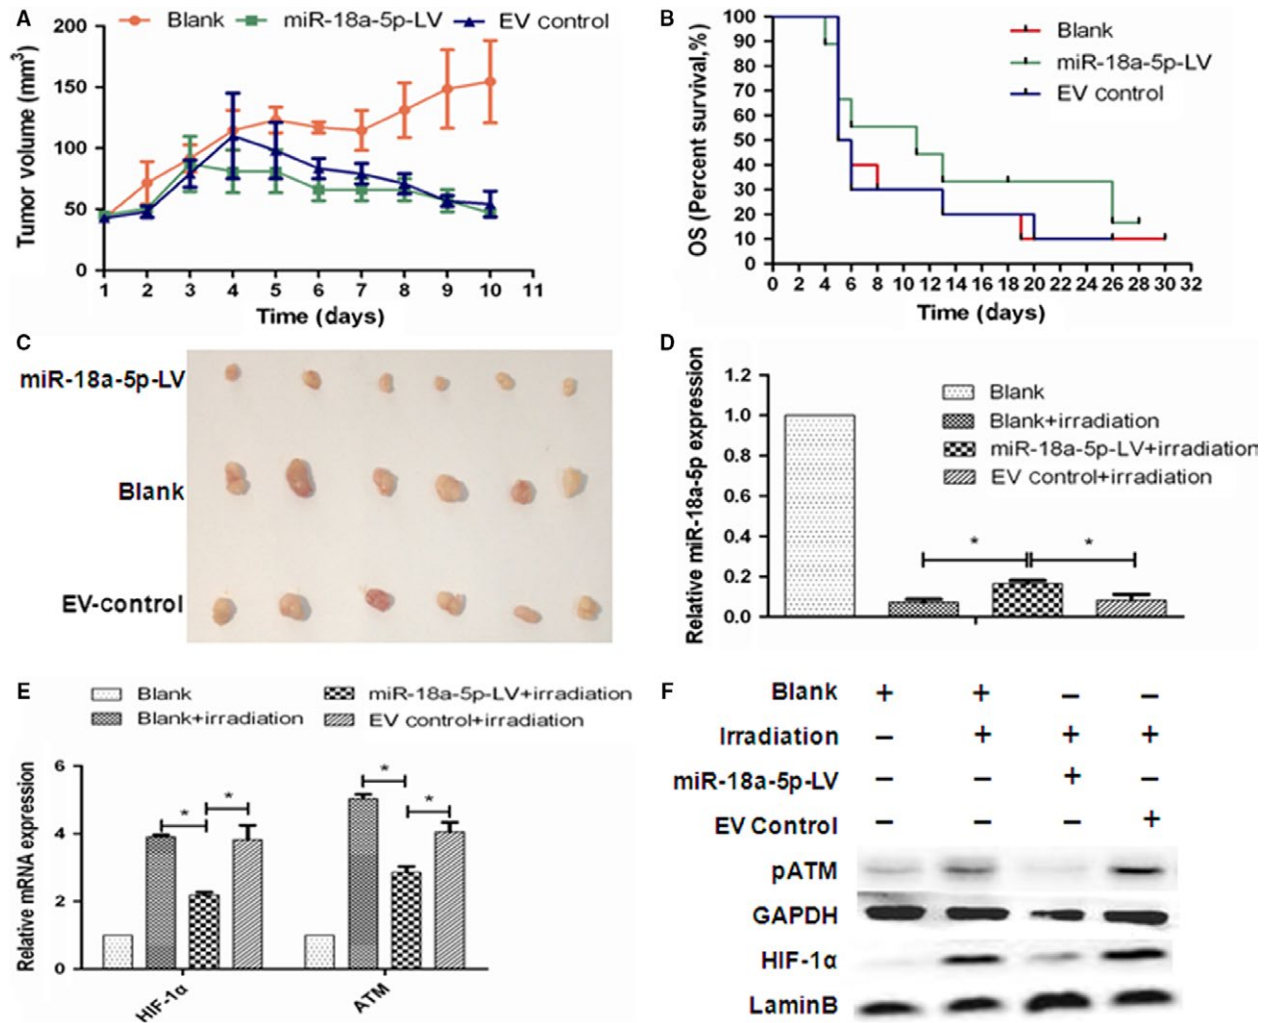 A
Blank miR-18a-5p-LV EV control
Tumor volume (mm³)
200
150
100
50
0
1 2 3 4 5 6 7 8 9 10 11
Time (days)
B
Blank
miR-18a-5p-LV
EV control
OS (Percent survival,%)
100
90
80
70
60
50
40
30
20
10
0
0 2 4 6 8 10 12 14 16 18 20 22 24 26 28 30 32
Time (days)
C
miR-18a-5p-LV
Blank
EV-control
D
Relative miR-18a-5p expression
1.2
1.0
0.8
0.6
0.4
0.2
0.0
Blank
Blank+irradiation
miR-18a-5p-LV+irradiation
EV control+irradiation
* *
E
Blank miR-18a-5p-LV+irradiation
Blank+irradiation EV control+irradiation
Relative mRNA expression
6
4
2
0
* * * *
HIF-1α ATM
F
Blank + + – –
Irradiation – + + +
miR-18a-5p-LV – – + –
EV Control – – – +
pATM
GAPDH
HIF-1α
LaminB